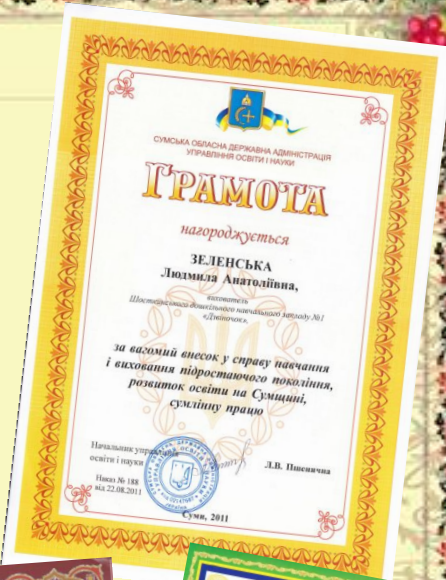 СУМСЬКА ОБЛАСНА ДЕРЖАВНА АДМІНІСТРАЦІЯ
УПРАВЛІННЯ ОСВІТИ І НАУКИ
ГРАМОТА
нагороджується
ЗЕЛЕНСЬКА
Людмила Анатоліївна,
вихователь
Шосткинського дошкільного навчального закладу №1
«Дзвіночок»,
за вагомий внесок у справу навчання
і виховання підростаючого покоління,
розвиток освіти на Сумщині,
сумлінну працю
Начальник управління
освіти і науки
Л.В. Пшенична
Наказ № 188
від 22.08.2011
Суми, 2011